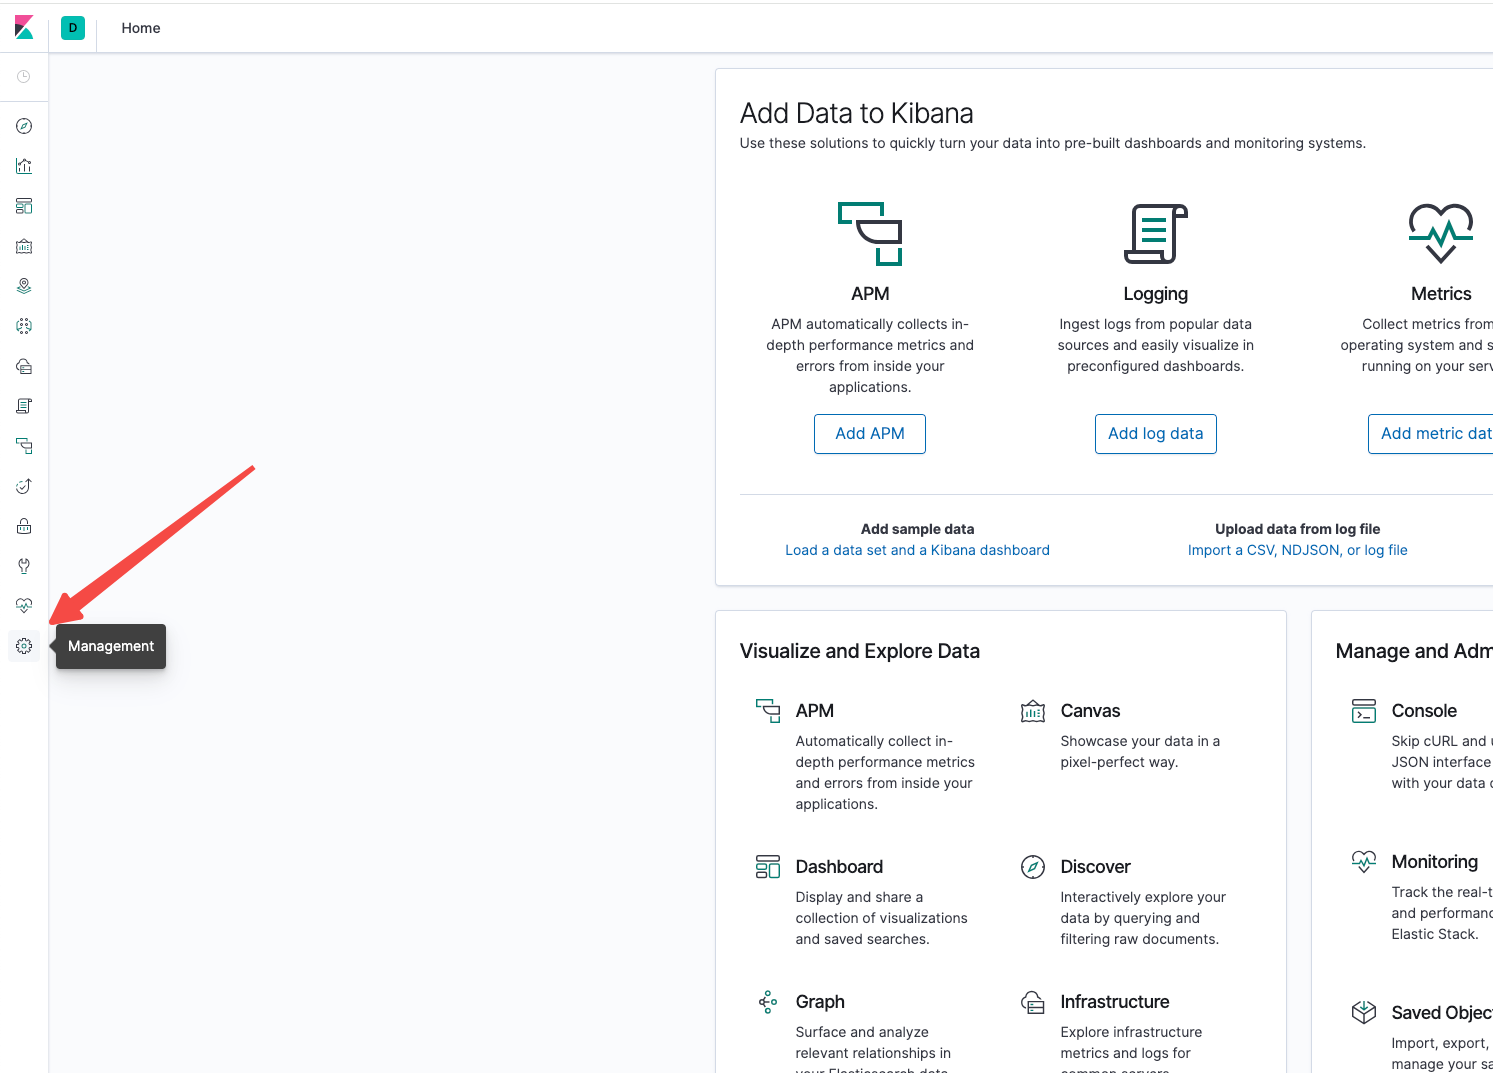 D
Home
Add Data to Kibana
Use these solutions to quickly turn your data into pre-built dashboards and monitoring systems.
APM
APM automatically collects in-
depth performance metrics and
errors from inside your
applications.
Add APM
Logging
Ingest logs from popular data
sources and easily visualize in
preconfigured dashboards.
Add log data
Metrics
Collect metrics from
operating system and s
running on your serv
Add metric dat
Add sample data
Load a data set and a Kibana dashboard
Upload data from log file
Import a CSV, NDJSON, or log file
Management
Visualize and Explore Data
APM
Automatically collect in-
depth performance metrics
and errors from inside your
applications.
Canvas
Showcase your data in a
pixel-perfect way.
Dashboard
Display and share a
collection of visualizations
and saved searches.
Discover
Interactively explore your
data by querying and
filtering raw documents.
Graph
Surface and analyze
relevant relationships in
your Elasticsearch data
Infrastructure
Explore infrastructure
metrics and logs for
common servers
Manage and Adm
Console
Skip cURL and u
JSON interface
with your data
Monitoring
Track the real-t
and performanc
Elastic Stack.
Saved Objec
Import, export,
manage your sa